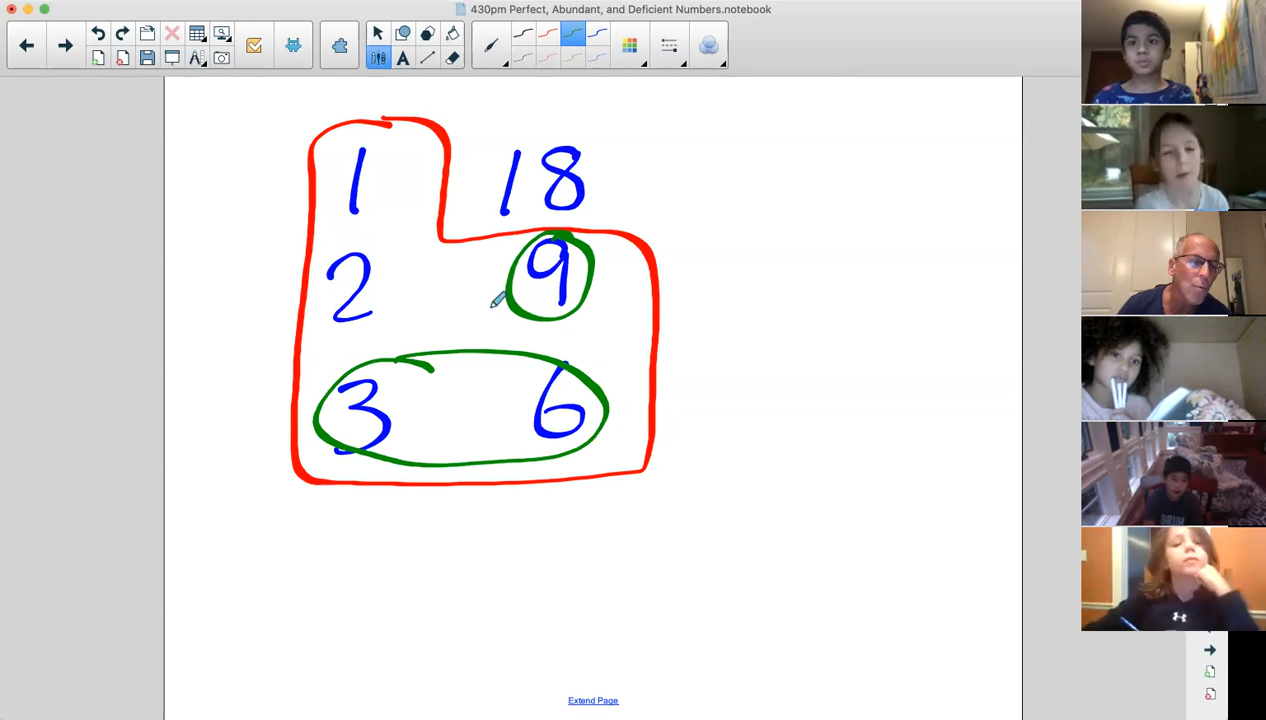 430pm Perfect, Abundant, and Deficient Numbers.notebook
A
1 18
2 9
3 6
Extend Page